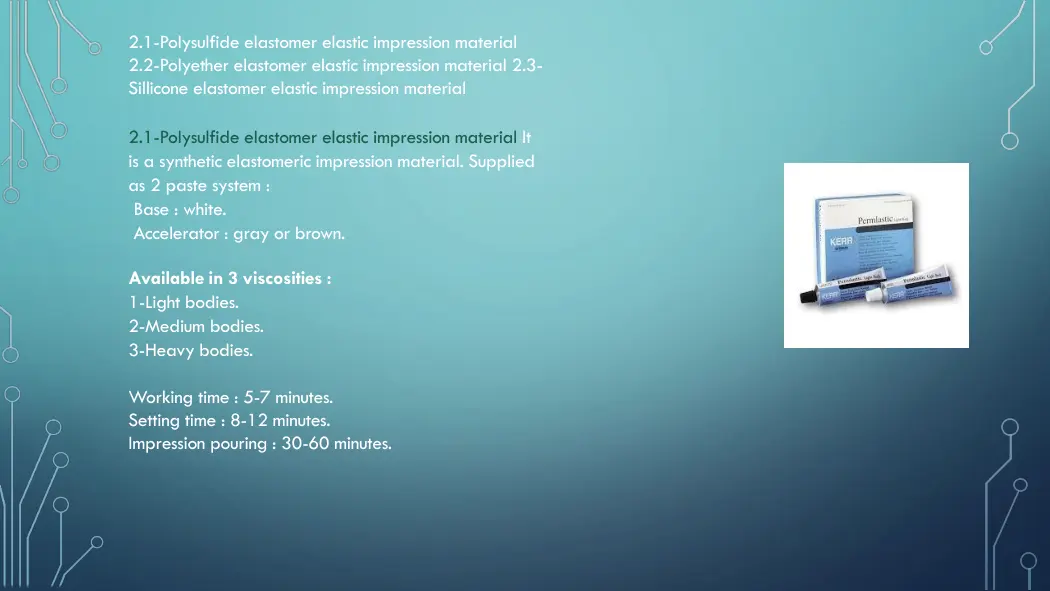 2.1-Polysulfide elastomer elastic impression material
2.2-Polyether elastomer elastic impression material 2.3-
Sillicone elastomer elastic impression material
2.1-Polysulfide elastomer elastic impression material It
is a synthetic elastomeric impression material. Supplied
as 2 paste system :
Base : white.
Accelerator : gray or brown.
Available in 3 viscosities :
1-Light bodies.
2-Medium bodies.
3-Heavy bodies.
Working time : 5-7 minutes.
Setting time : 8-12 minutes.
Impression pouring : 30-60 minutes.
Permlastic
KERR